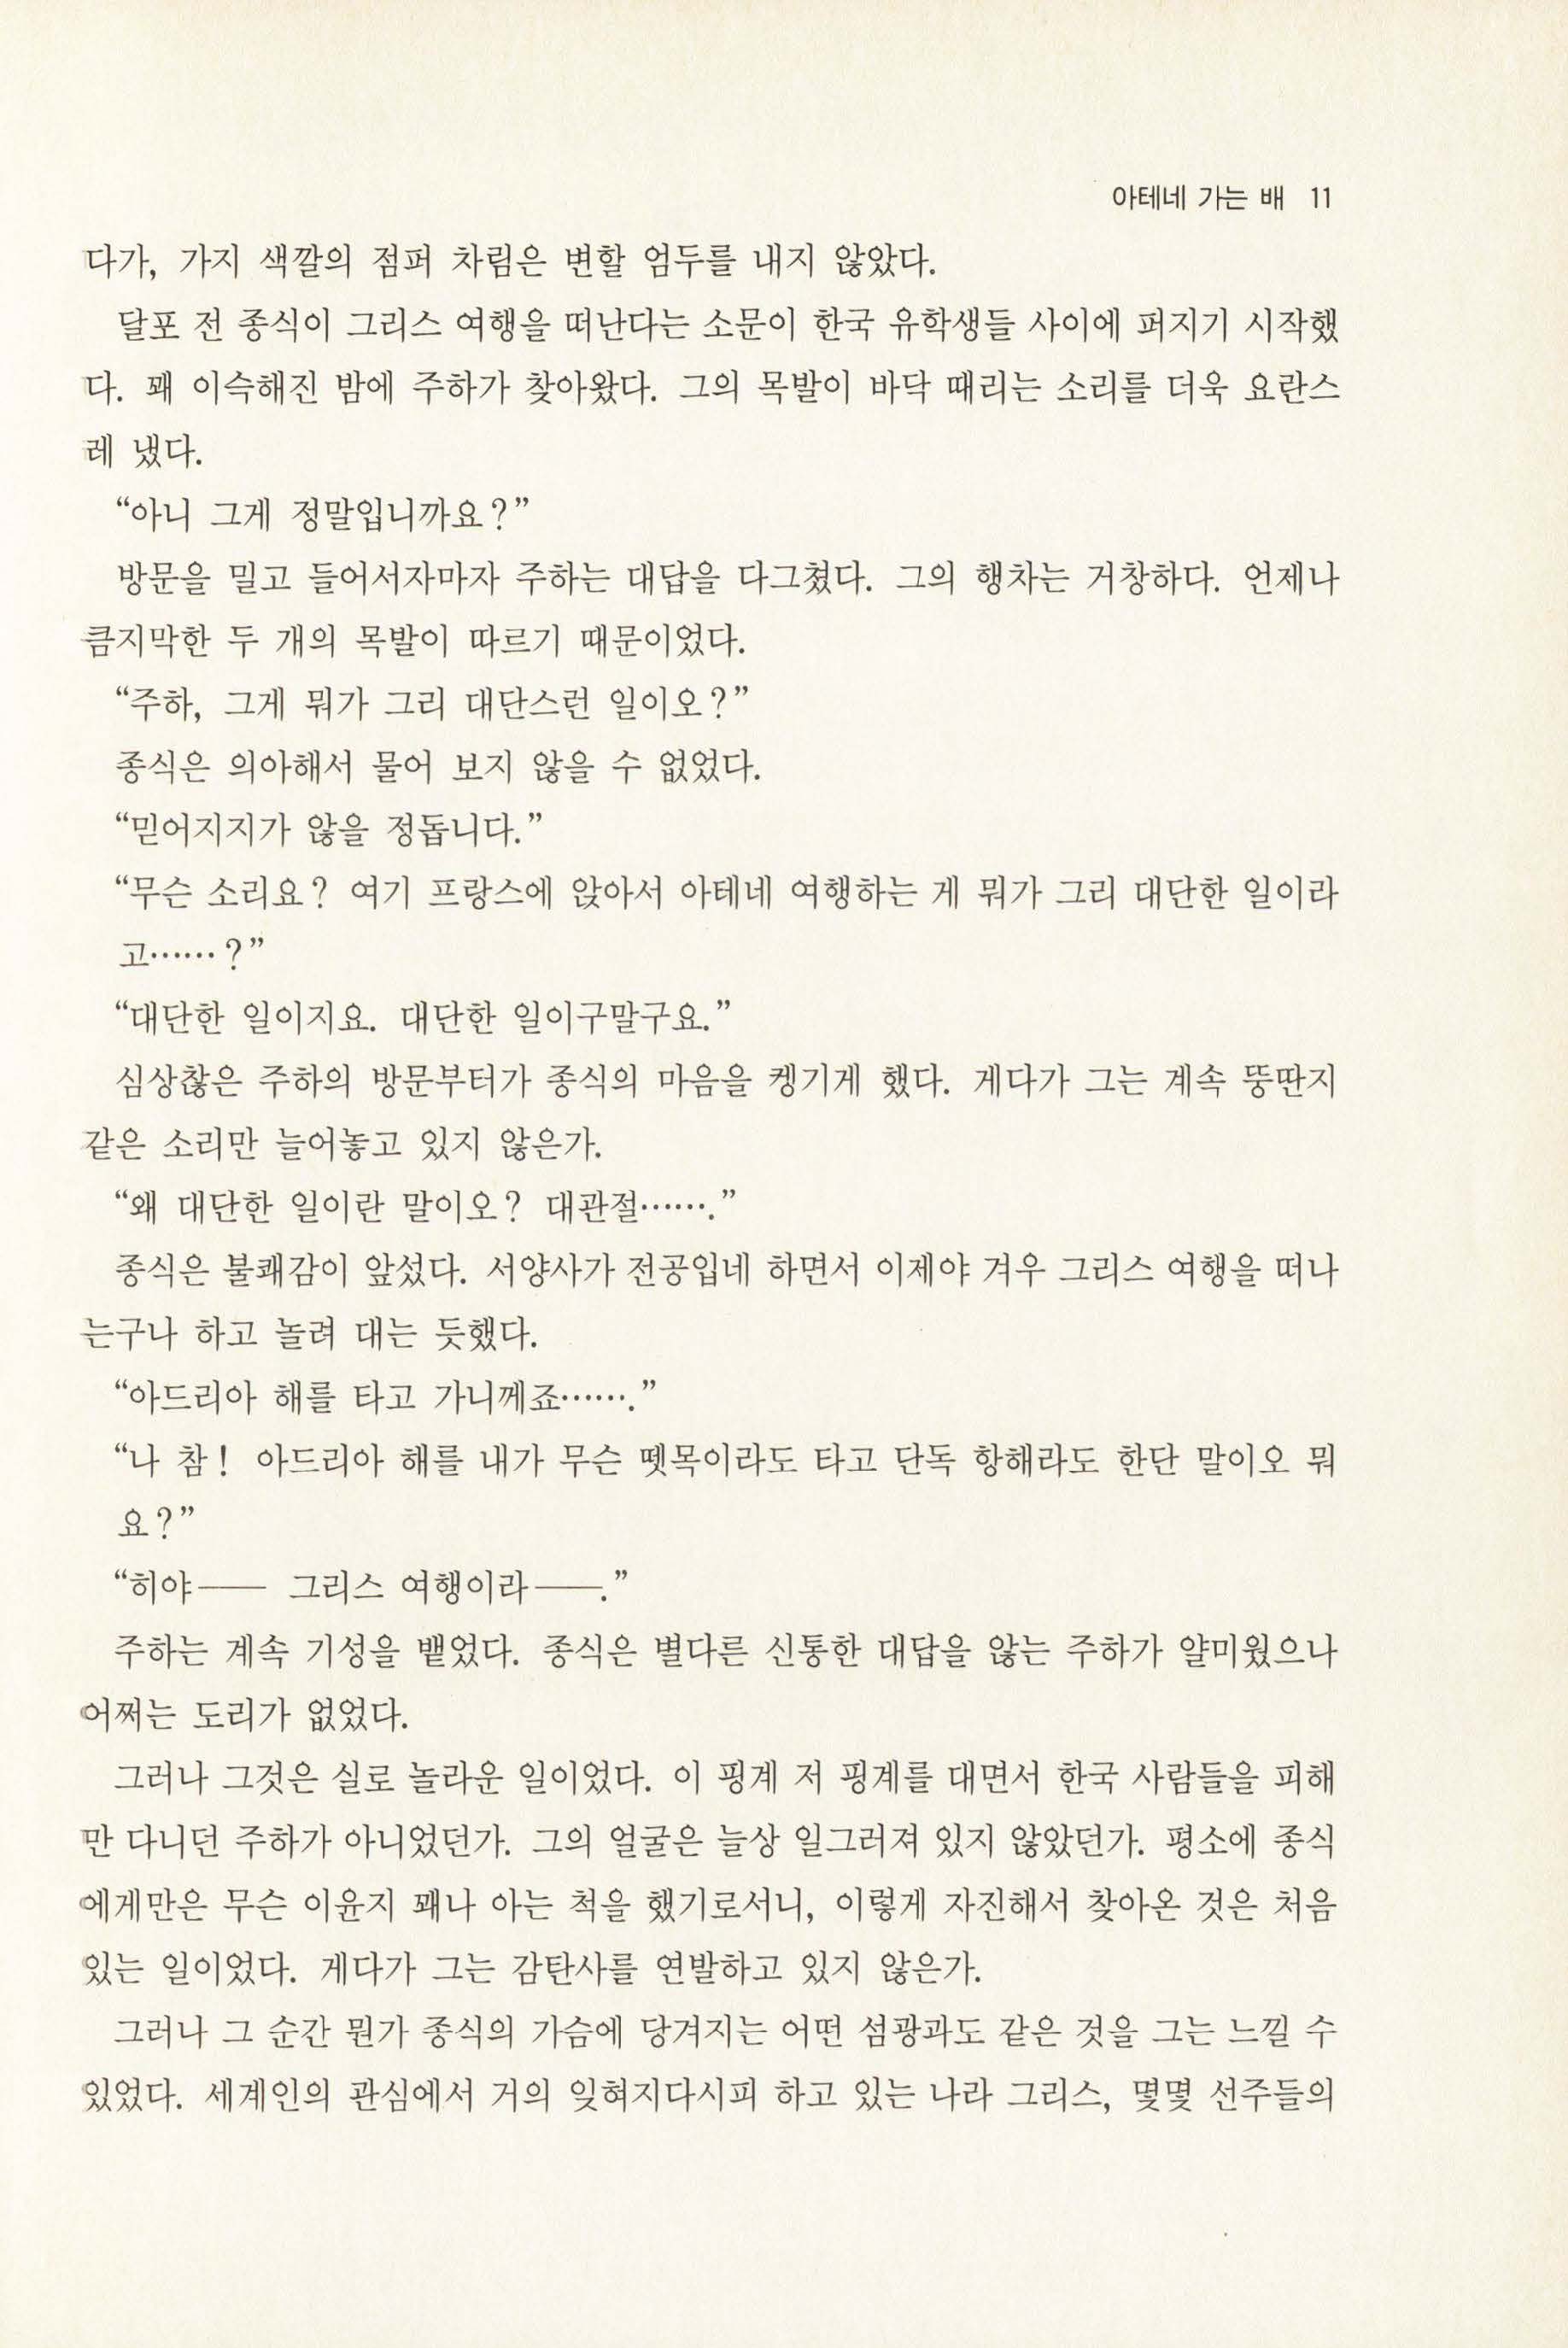 아테네 가는 배 11
다가, 가지 색깔의 점퍼 차림은 변할 엄두를 내지 않았다.
달포 전 종식이 그리스 여행을 떠난다는 소문이 한국 유학생들 사이에 퍼지기 시작했
다. 꽤 이슥해진 밤에 주하가 찾아왔다. 그의 목발이 바닥 때리는 소리를 더욱 요란스
레 냈다.
“아니 그게 정말입니까요?”
방문을 밀고 들어서자마자 주하는 대답을 다그쳤다. 그의 행차는 거창하다. 언제나
큼지막한 두 개의 목발이 따르기 때문이었다.
“주하, 그게 뭐가 그리 대단스런 일이오?”
종식은 의아해서 물어 보지 않을 수 없었다.
“믿어지지가 않을 정돕니다.”
“무슨 소리요? 여기 프랑스에 앉아서 아테네 여행하는 게 뭐가 그리 대단한 일이라
고……?”
“대단한 일이지요. 대단한 일이구말구요.”
심상찮은 주하의 방문부터가 종식의 마음을 켕기게 했다. 게다가 그는 계속 뚱딴지
같은 소리만 늘어놓고 있지 않은가.
“왜 대단한 일이란 말이오? 대관절…….”
종식은 불쾌감이 앞섰다. 서양사가 전공입네 하면서 이제야 겨우 그리스 여행을 떠나
는구나 하고 놀려 대는 듯했다.
“아드리아 해를 타고 가니께죠…….”
“나 참! 아드리아 해를 내가 무슨 뗏목이라도 타고 단독 항해라도 한단 말이오 뭐
요?”
“히야―― 그리스 여행이라――.”
주하는 계속 기성을 뱉었다. 종식은 별다른 신통한 대답을 않는 주하가 얄미웠으나
어쩌는 도리가 없었다.
그러나 그것은 실로 놀라운 일이었다. 이 핑계 저 핑계를 대면서 한국 사람들을 피해
만 다니던 주하가 아니었던가. 그의 얼굴은 늘상 일그러져 있지 않았던가. 평소에 종식
에게만은 무슨 이윤지 꽤나 아는 척을 했기로서니, 이렇게 자진해서 찾아온 것은 처음
있는 일이었다. 게다가 그는 감탄사를 연발하고 있지 않은가.
그러나 그 순간 뭔가 종식의 가슴에 당겨지는 어떤 섬광과도 같은 것을 그는 느낄 수
있었다. 세계인의 관심에서 거의 잊혀지다시피 하고 있는 나라 그리스, 몇몇 선주들의